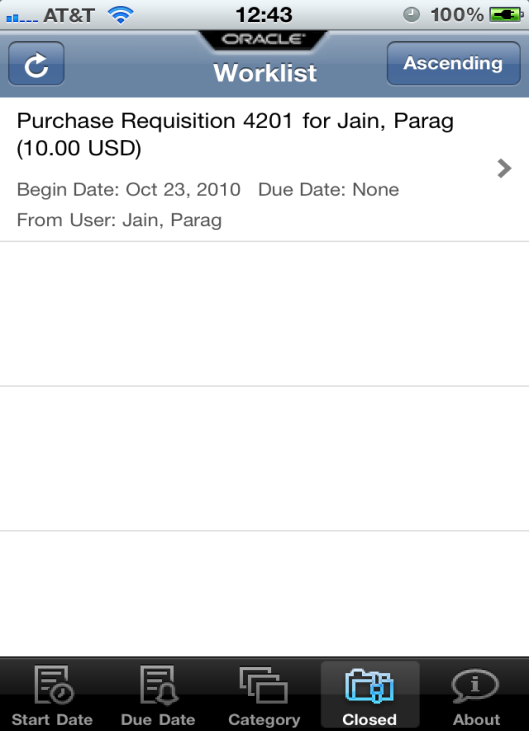 AT&T 12:43 100%
ORACLE
Worklist
Ascending
Purchase Requisition 4201 for Jain, Parag
(10.00 USD)
Begin Date: Oct 23, 2010 Due Date: None
From User: Jain, Parag
Start Date Due Date Category Closed About